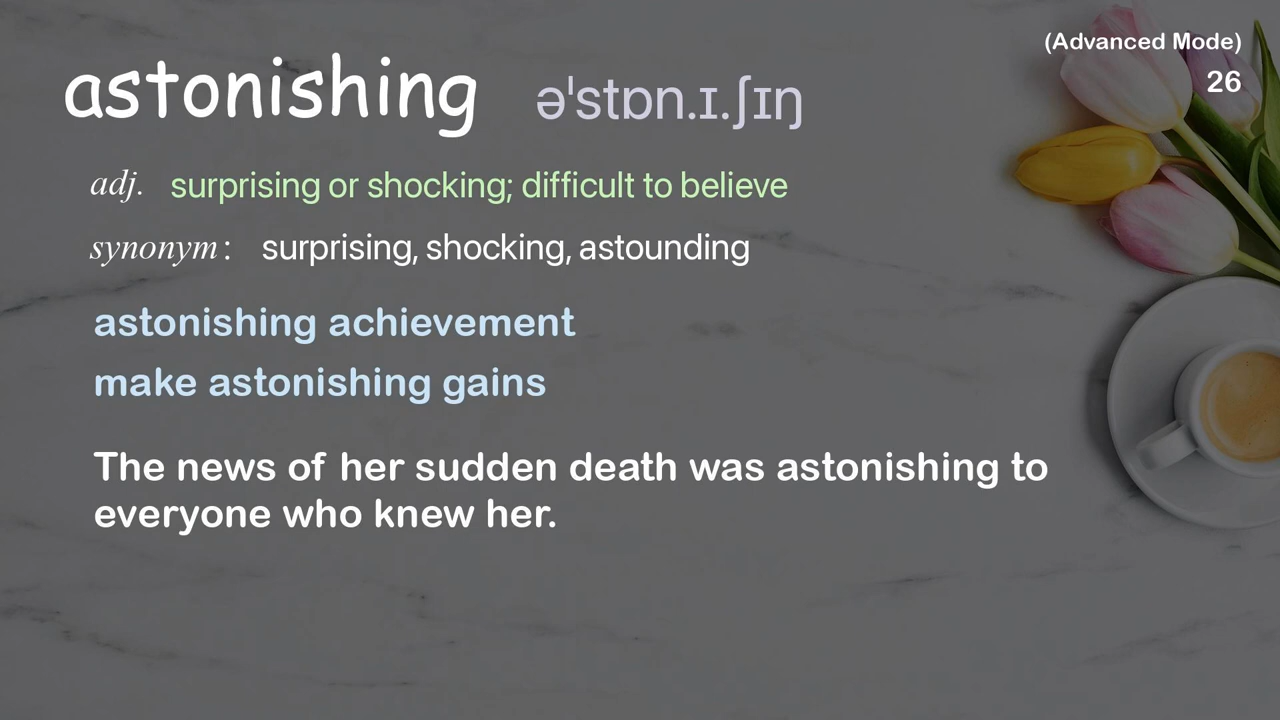 (Advanced Mode)
26
astonishing əˈstɒn.ɪ.ʃɪŋ
adj. surprising or shocking; difficult to believe
synonym: surprising, shocking, astounding
astonishing achievement
make astonishing gains
The news of her sudden death was astonishing to
everyone who knew her.